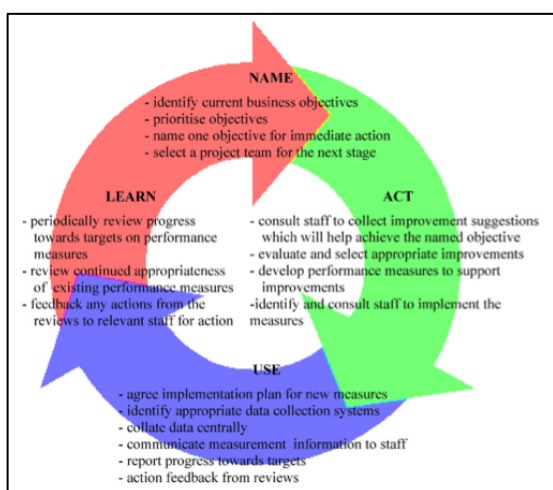 NAME
- identify current business objectives
- prioritise objectives
- name one objective for immediate action
- select a project team for the next stage
ACT
- consult staff to collect improvement suggestions
which will help achieve the named objective
- evaluate and select appropriate improvements
- develop performance measures to support
improvements
-identify and consult staff to implement the
measures
USE
- agree implementation plan for new measures
- identify appropriate data collection systems
- collate data centrally
- communicate measurement information to staff
- report progress towards targets
- action feedback from reviews
LEARN
- periodically review progress
towards targets on performance
measures
- review continued appropriateness
of existing performance measures
- feedback any actions from the
reviews to relevant staff for action